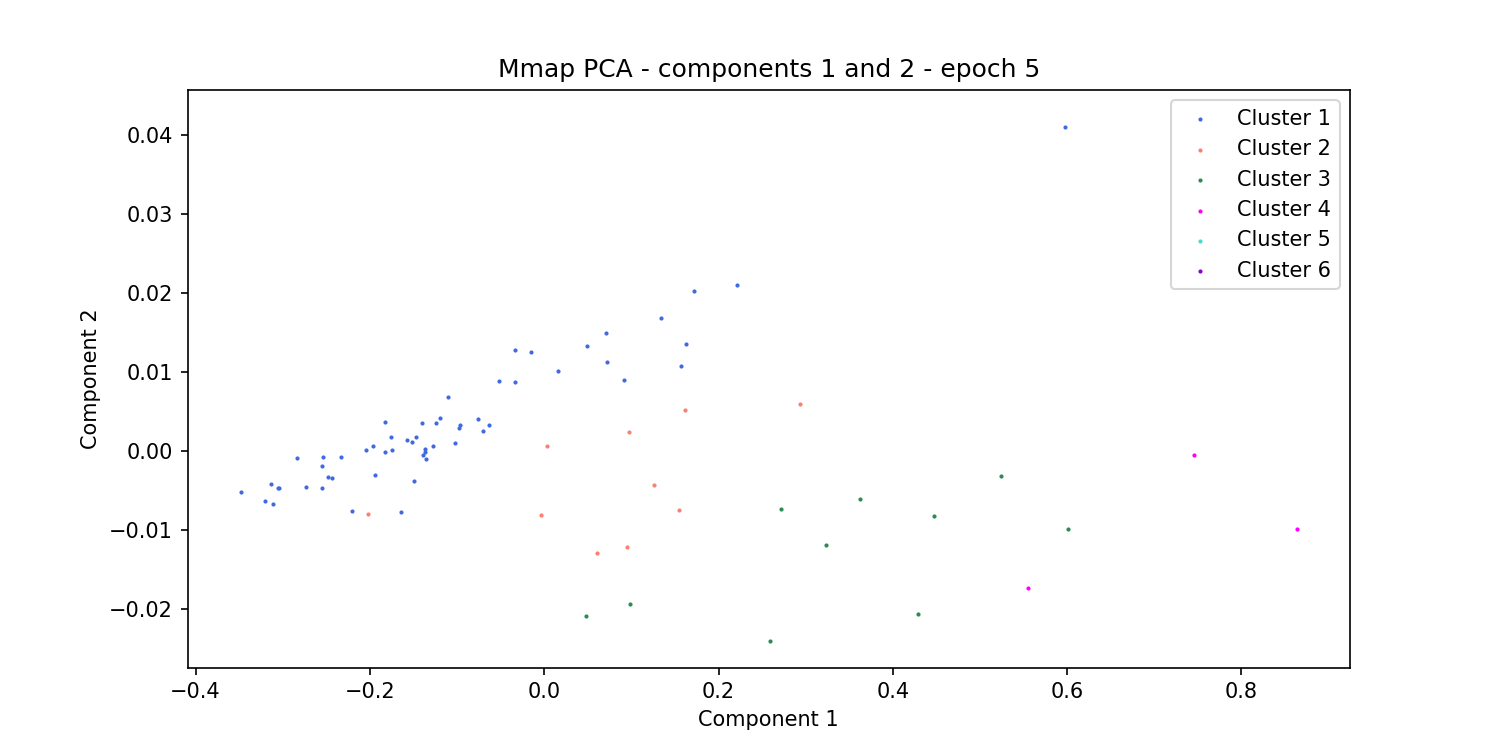 Mmap PCA - components 1 and 2 - epoch 5
Cluster 1
Cluster 2
Cluster 3
Cluster 4
Cluster 5
Cluster 6
Component 2
0.04
0.03
0.02
0.01
0.00
−0.01
−0.02
−0.4
−0.2
0.0
0.2
0.4
0.6
0.8
Component 1